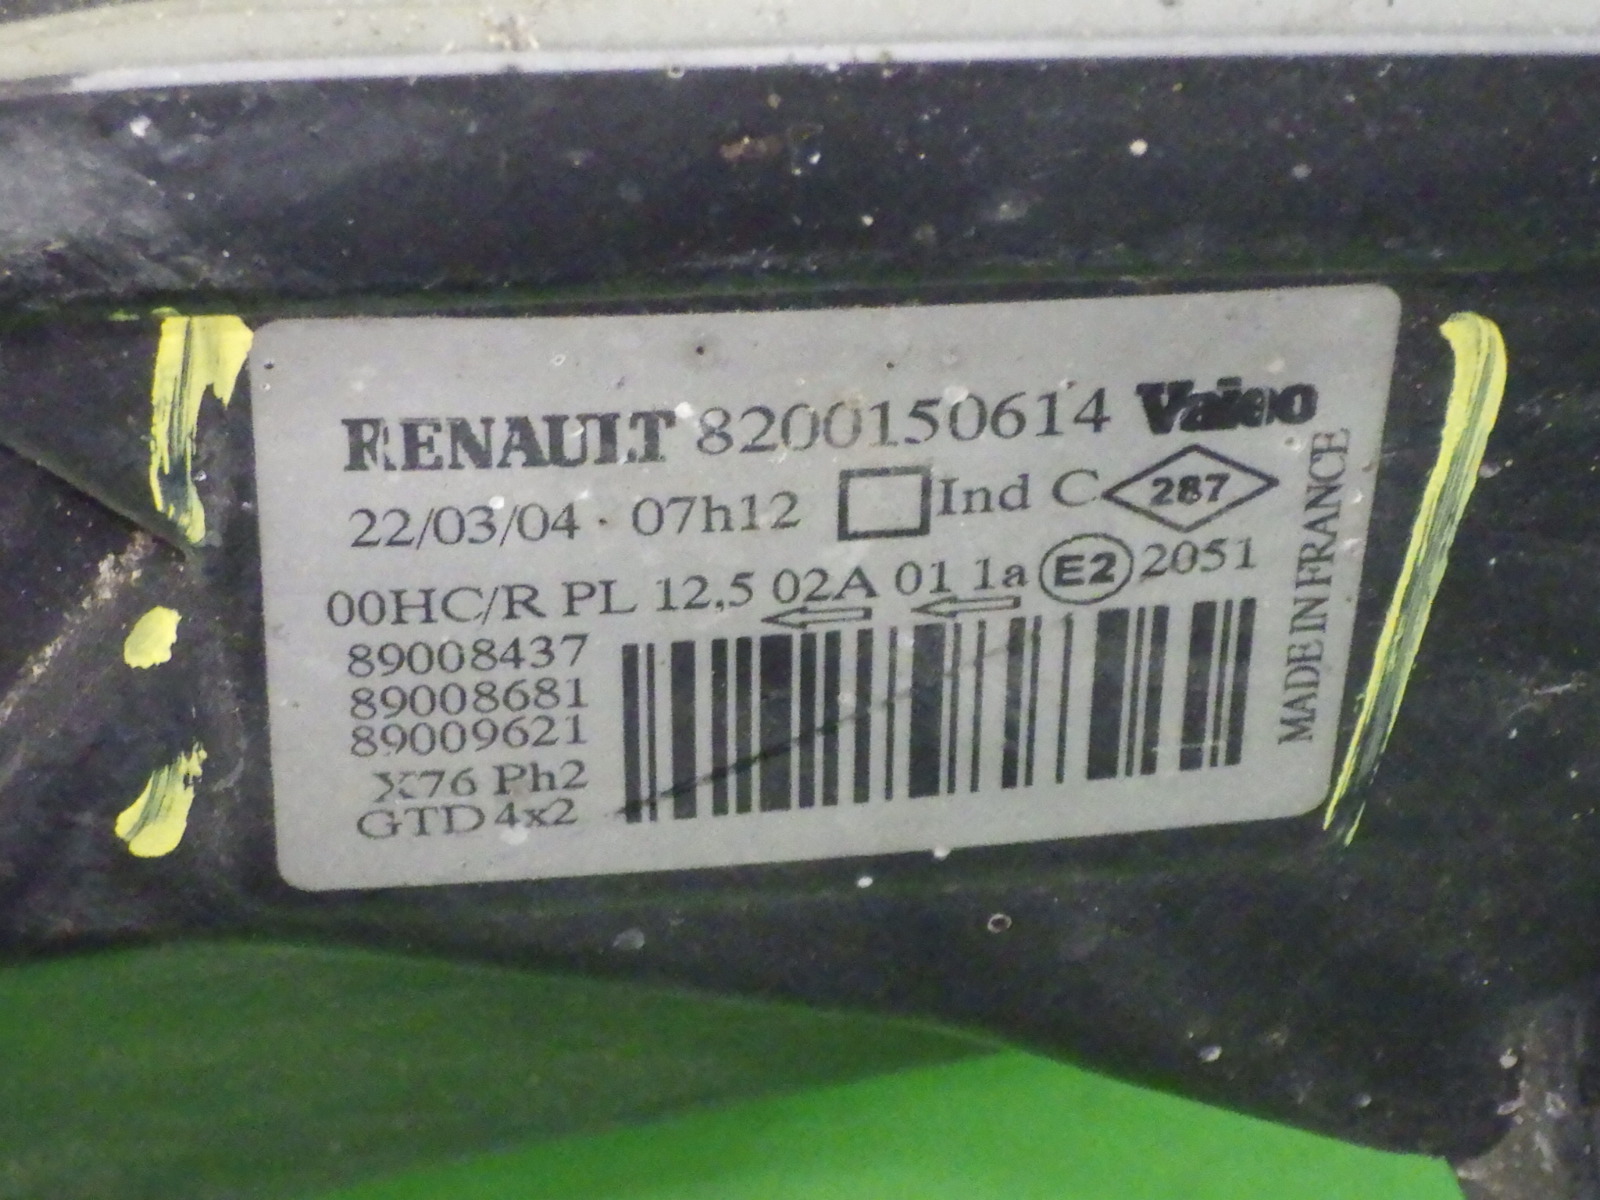 RENAULT 8200150614 Valeo
22/03/04 · 07h12 Ind C 287
00HC/R PL 12,5 02A 01 1a E2 2051
89008437
89008681
89009621
X76 Ph2
GTD 4x2
MADE IN FRANCE